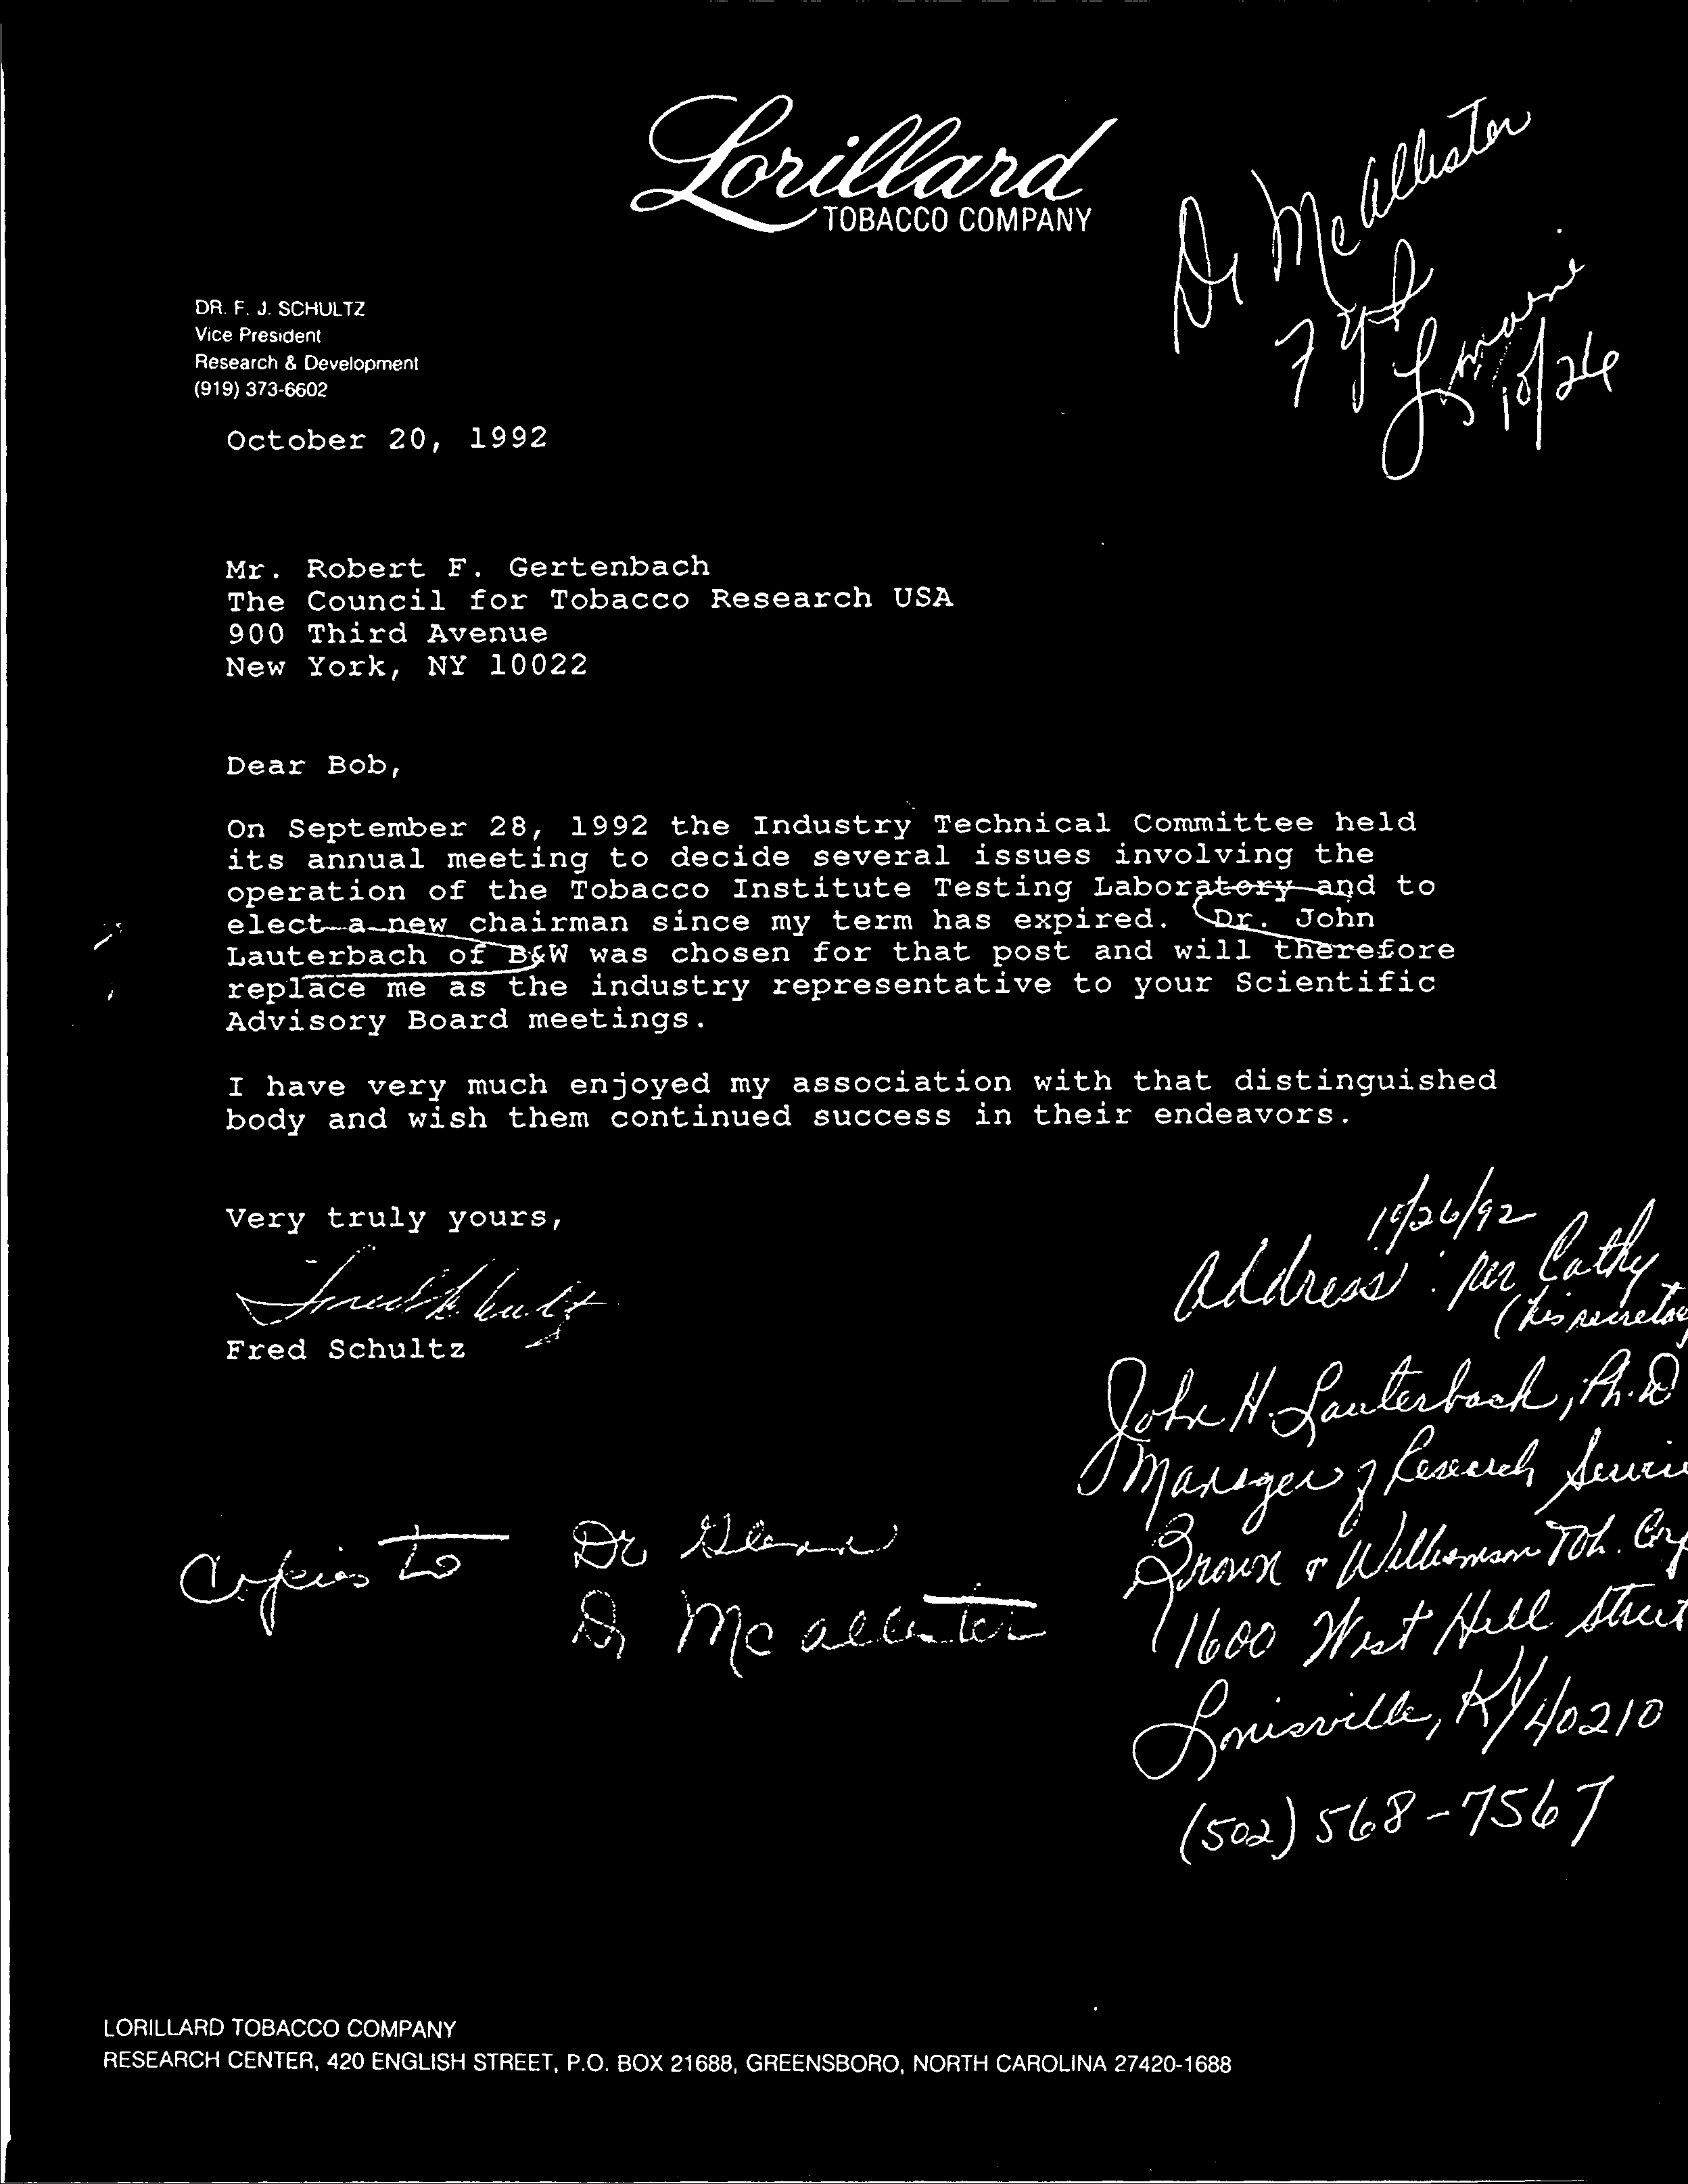 Lorillard
TOBACCO COMPANY
Dr McAllister
FYI
Lorraine
10/26
DR. F. J. SCHULTZ
Vice President
Research & Development
(919) 373-6602
October 20, 1992
Mr. Robert F. Gertenbach
The Council for Tobacco Research USA
900 Third Avenue
New York, NY 10022
Dear Bob,
On September 28, 1992 the Industry Technical Committee held
its annual meeting to decide several issues involving the
operation of the Tobacco Institute Testing Laboratory and to
elect a new chairman since my term has expired. Dr. John
Lauterbach of B&W was chosen for that post and will therefore
replace me as the industry representative to your Scientific
Advisory Board meetings.
I have very much enjoyed my association with that distinguished
body and wish them continued success in their endeavors.
Very truly yours,
Fred Schultz
Fred Schultz
10/26/92
Address: per Cathy
(his secretary
John H. Lauterbach, Ph.D
Manager of Research Servic
Brown & Williamson Tob. Corp
1600 West Hill Street
Louisville, KY 40210
(502) 568-7567
Copies to Dr Glenn
Dr McAllister
LORILLARD TOBACCO COMPANY
RESEARCH CENTER, 420 ENGLISH STREET, P.O. BOX 21688, GREENSBORO, NORTH CAROLINA 27420-1688